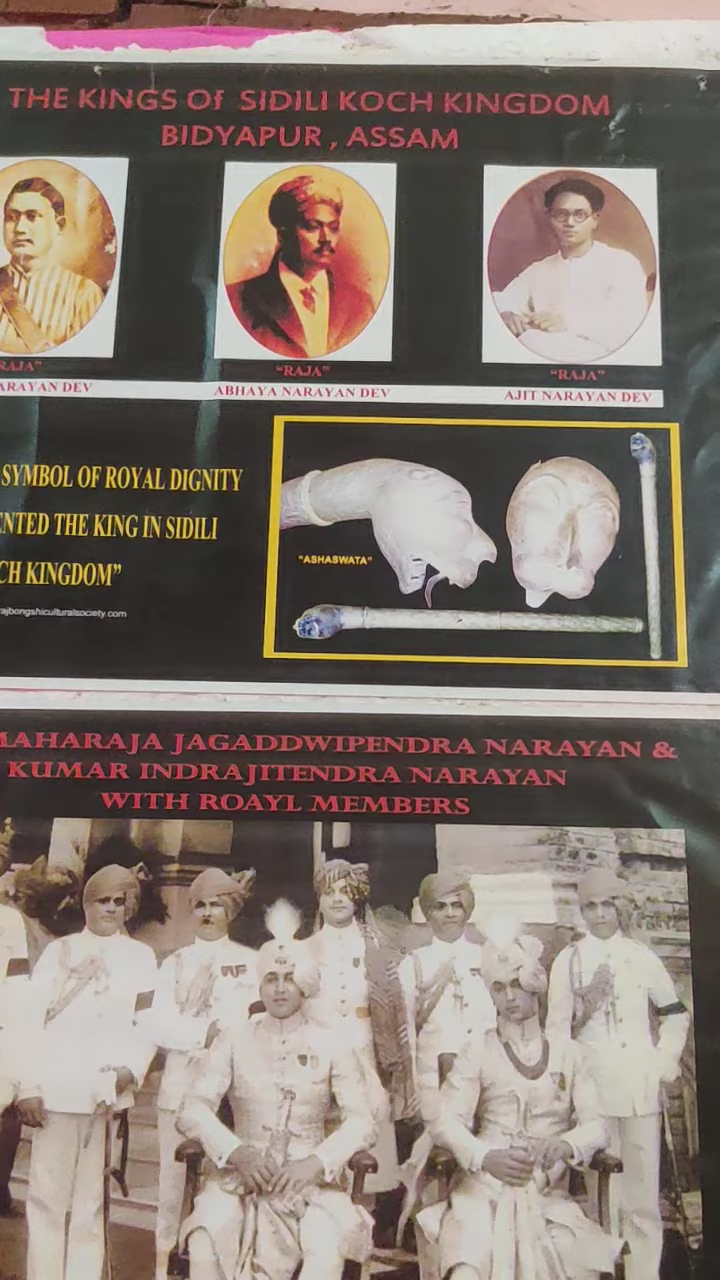 THE KINGS Of SIDILI KOCH KINGDOM
BIDYAPUR , ASSAM
RAJA"
"RAJA"
"RAJA"
ARAYAN DEV
ABHAYA NARAYAN DEV
AJIT NARAYAN DEV
SYMBOL OF ROYAL DIGNITY
ENTED THE KING IN SIDILI
CH KINGDOM"
rajbongshiculturalsociety.com
"ASHASWATA"
MAHARAJA JAGADDWIPENDRA NARAYAN &
KUMAR INDRAJITENDRA NARAYAN
WITH ROAYL MEMBERS